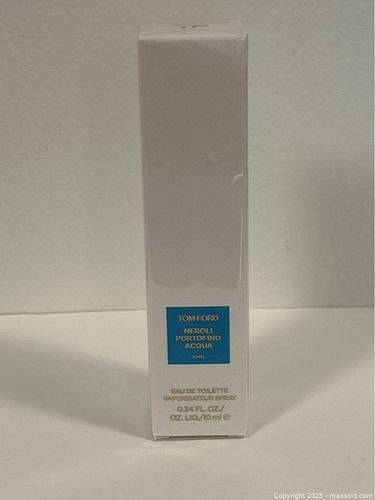 TOM FORD
NEROLI
PORTOFINO
ACQUA
10 ML
EAU DE TOILETTE
VAPORISATEUR SPRAY
0.34 FL. OZ./
OZ. LIQ./10 ml ℮
Copyright 2025 - maxsold.com